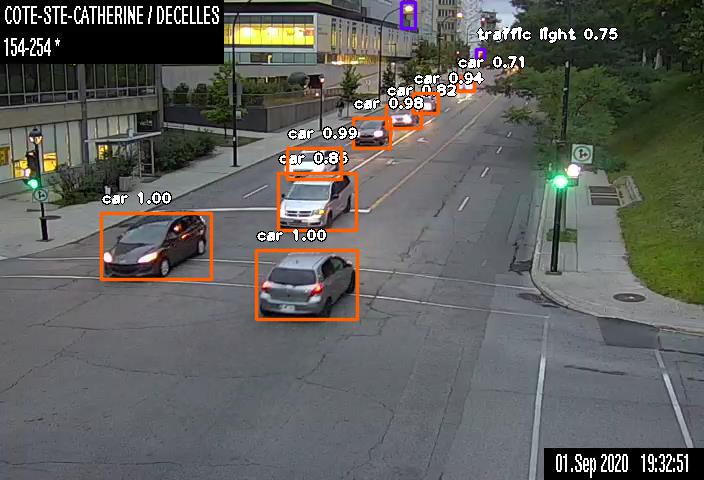 COTE-STE-CATHERINE / DECELLES
154-254 *
traffic light 0.75
car 0.71
car 0.94
car 0.82
car 0.98
car 0.99
car 0.86
car 1.00
car 1.00
01.Sep 2020 19:32:51